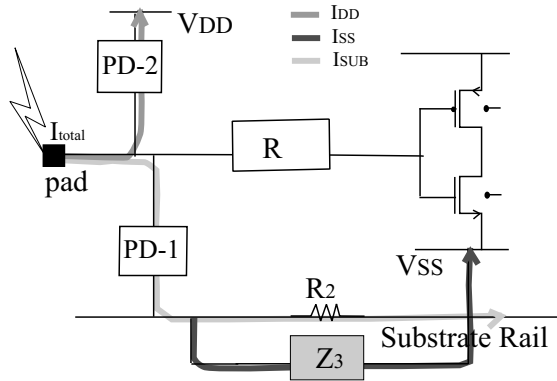 VDD
IDD
ISS
ISUB
PD-2
Itotal
R
pad
PD-1
VSS
R2
Substrate Rail
Z3